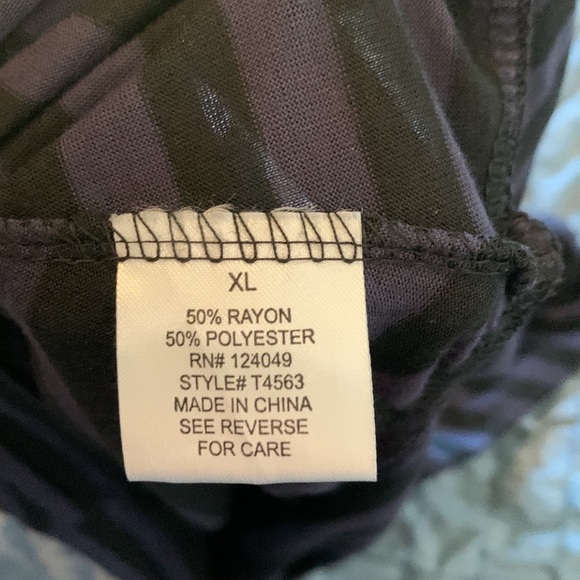 XL
50% RAYON
50% POLYESTER
RN# 124049
STYLE# T4563
MADE IN CHINA
SEE REVERSE
FOR CARE